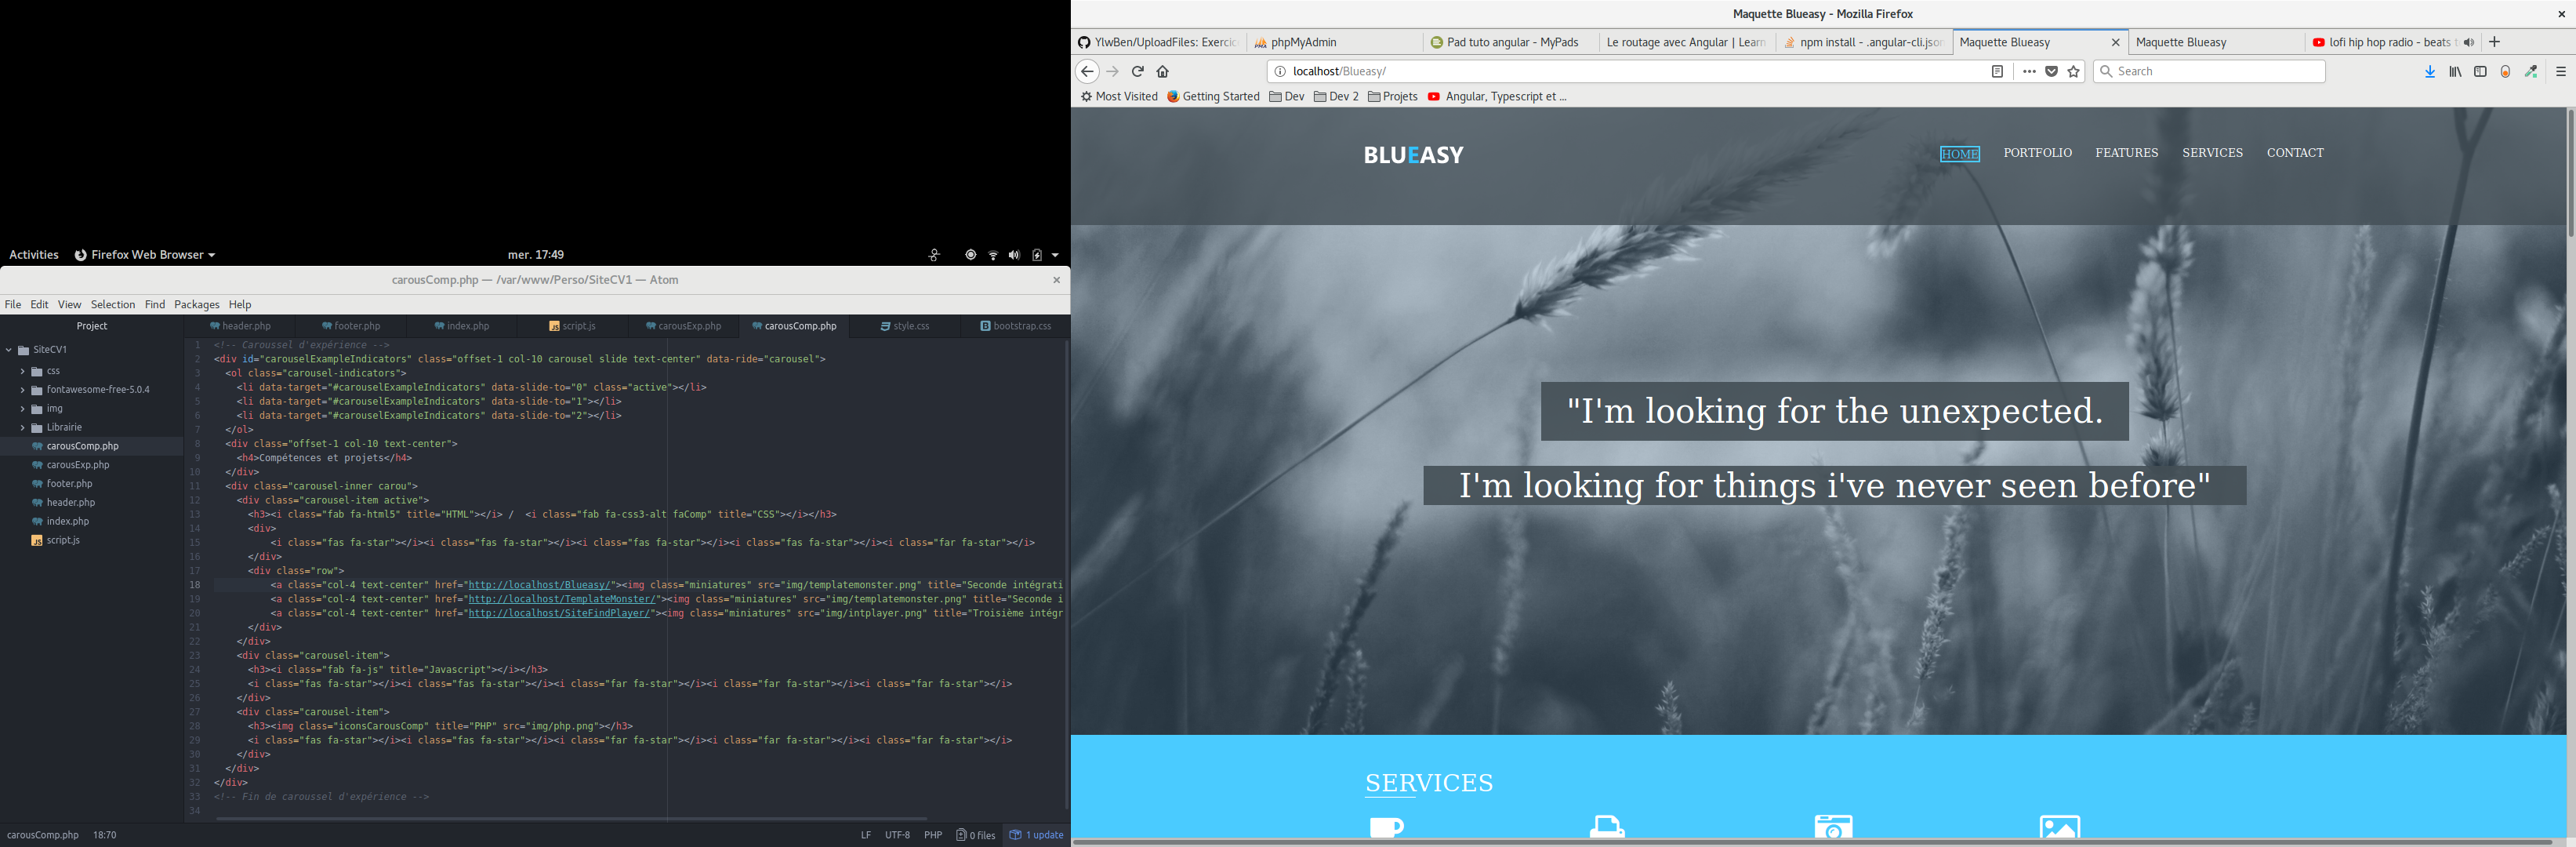 Activities Firefox Web Browser mer. 17:49
carousComp.php — /var/www/Perso/SiteCV1 — Atom
File Edit View Selection Find Packages Help
Project
SiteCV1
css
fontawesome-free-5.0.4
img
Librairie
carousComp.php
carousExp.php
footer.php
header.php
index.php
script.js
header.php footer.php index.php script.js carousExp.php carousComp.php style.css bootstrap.css
1 <!-- Caroussel d'expérience -->
2 <div id="carouselExampleIndicators" class="offset-1 col-10 carousel slide text-center" data-ride="carousel">
3 <ol class="carousel-indicators">
4 <li data-target="#carouselExampleIndicators" data-slide-to="0" class="active"></li>
5 <li data-target="#carouselExampleIndicators" data-slide-to="1"></li>
6 <li data-target="#carouselExampleIndicators" data-slide-to="2"></li>
7 </ol>
8 <div class="offset-1 col-10 text-center">
9 <h4>Compétences et projets</h4>
10 </div>
11 <div class="carousel-inner carou">
12 <div class="carousel-item active">
13 <h3><i class="fab fa-html5" title="HTML"></i> / <i class="fab fa-css3-alt faComp" title="CSS"></i></h3>
14 <div>
15 <i class="fas fa-star"></i><i class="fas fa-star"></i><i class="fas fa-star"></i><i class="fas fa-star"></i><i class="far fa-star"></i>
16 </div>
17 <div class="row">
18 <a class="col-4 text-center" href="http://localhost/Blueasy/"><img class="miniatures" src="img/templatemonster.png" title="Seconde intégrati
19 <a class="col-4 text-center" href="http://localhost/TemplateMonster/"><img class="miniatures" src="img/templatemonster.png" title="Seconde i
20 <a class="col-4 text-center" href="http://localhost/SiteFindPlayer/"><img class="miniatures" src="img/intplayer.png" title="Troisième intégr
21 </div>
22 </div>
23 <div class="carousel-item">
24 <h3><i class="fab fa-js" title="Javascript"></i></h3>
25 <i class="fas fa-star"></i><i class="fas fa-star"></i><i class="far fa-star"></i><i class="far fa-star"></i><i class="far fa-star"></i>
26 </div>
27 <div class="carousel-item">
28 <h3><img class="iconsCarousComp" title="PHP" src="img/php.png"></h3>
29 <i class="fas fa-star"></i><i class="fas fa-star"></i><i class="far fa-star"></i><i class="far fa-star"></i><i class="far fa-star"></i>
30 </div>
31 </div>
32 </div>
33 <!-- Fin de caroussel d'expérience -->
34
carousComp.php 18:70 LF UTF-8 PHP 0 files 1 update
Maquette Blueasy - Mozilla Firefox
YlwBen/UploadFiles: Exercic phpMyAdmin Pad tuto angular - MyPads Le routage avec Angular | Learn npm install - .angular-cli.json Maquette Blueasy Maquette Blueasy lofi hip hop radio - beats t
localhost/Blueasy/ Search
Most Visited Getting Started Dev Dev 2 Projets Angular, Typescript et ...
BLUEASY
HOME PORTFOLIO FEATURES SERVICES CONTACT
"I'm looking for the unexpected.
I'm looking for things i've never seen before"
SERVICES